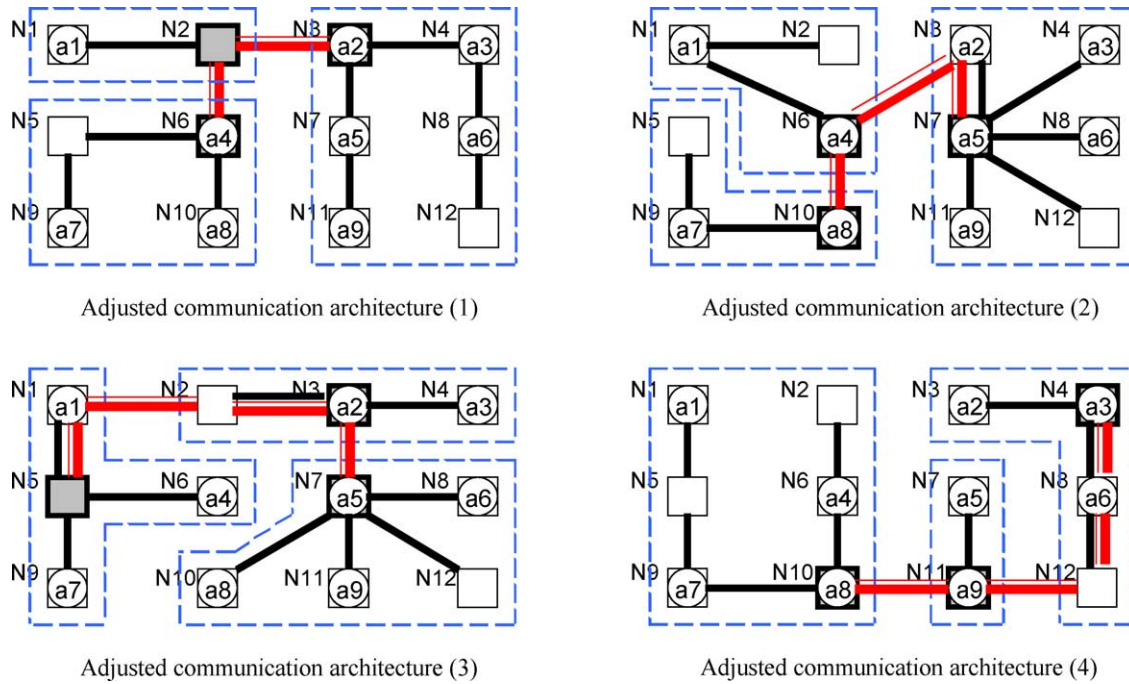 N1 a1 N2 N3 a2 N4 a3
N5 N6 a4 N7 a5 N8 a6
N9 a7 N10 a8 N11 a9 N12
Adjusted communication architecture (1)
N1 a1 N2 N3 a2 N4 a3
N5 N6 a4 N7 a5 N8 a6
N9 a7 N10 a8 N11 a9 N12
Adjusted communication architecture (2)
N1 a1 N2 N3 a2 N4 a3
N5 N6 a4 N7 a5 N8 a6
N9 a7 N10 a8 N11 a9 N12
Adjusted communication architecture (3)
N1 a1 N2 N3 a2 N4 a3
N5 N6 a4 N7 a5 N8 a6
N9 a7 N10 a8 N11 a9 N12
Adjusted communication architecture (4)